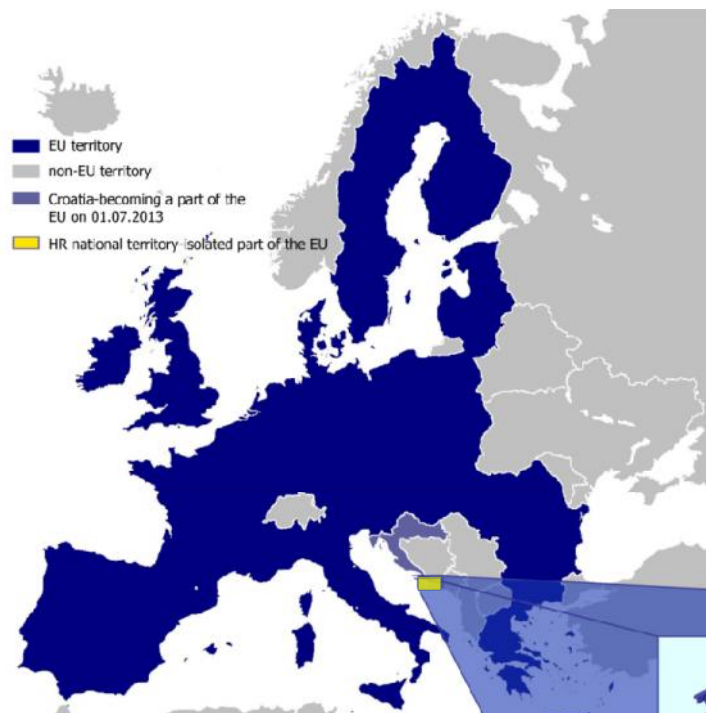 EU territory
non-EU territory
Croatia-becoming a part of the
EU on 01.07.2013
HR national territory-isolated part of the EU